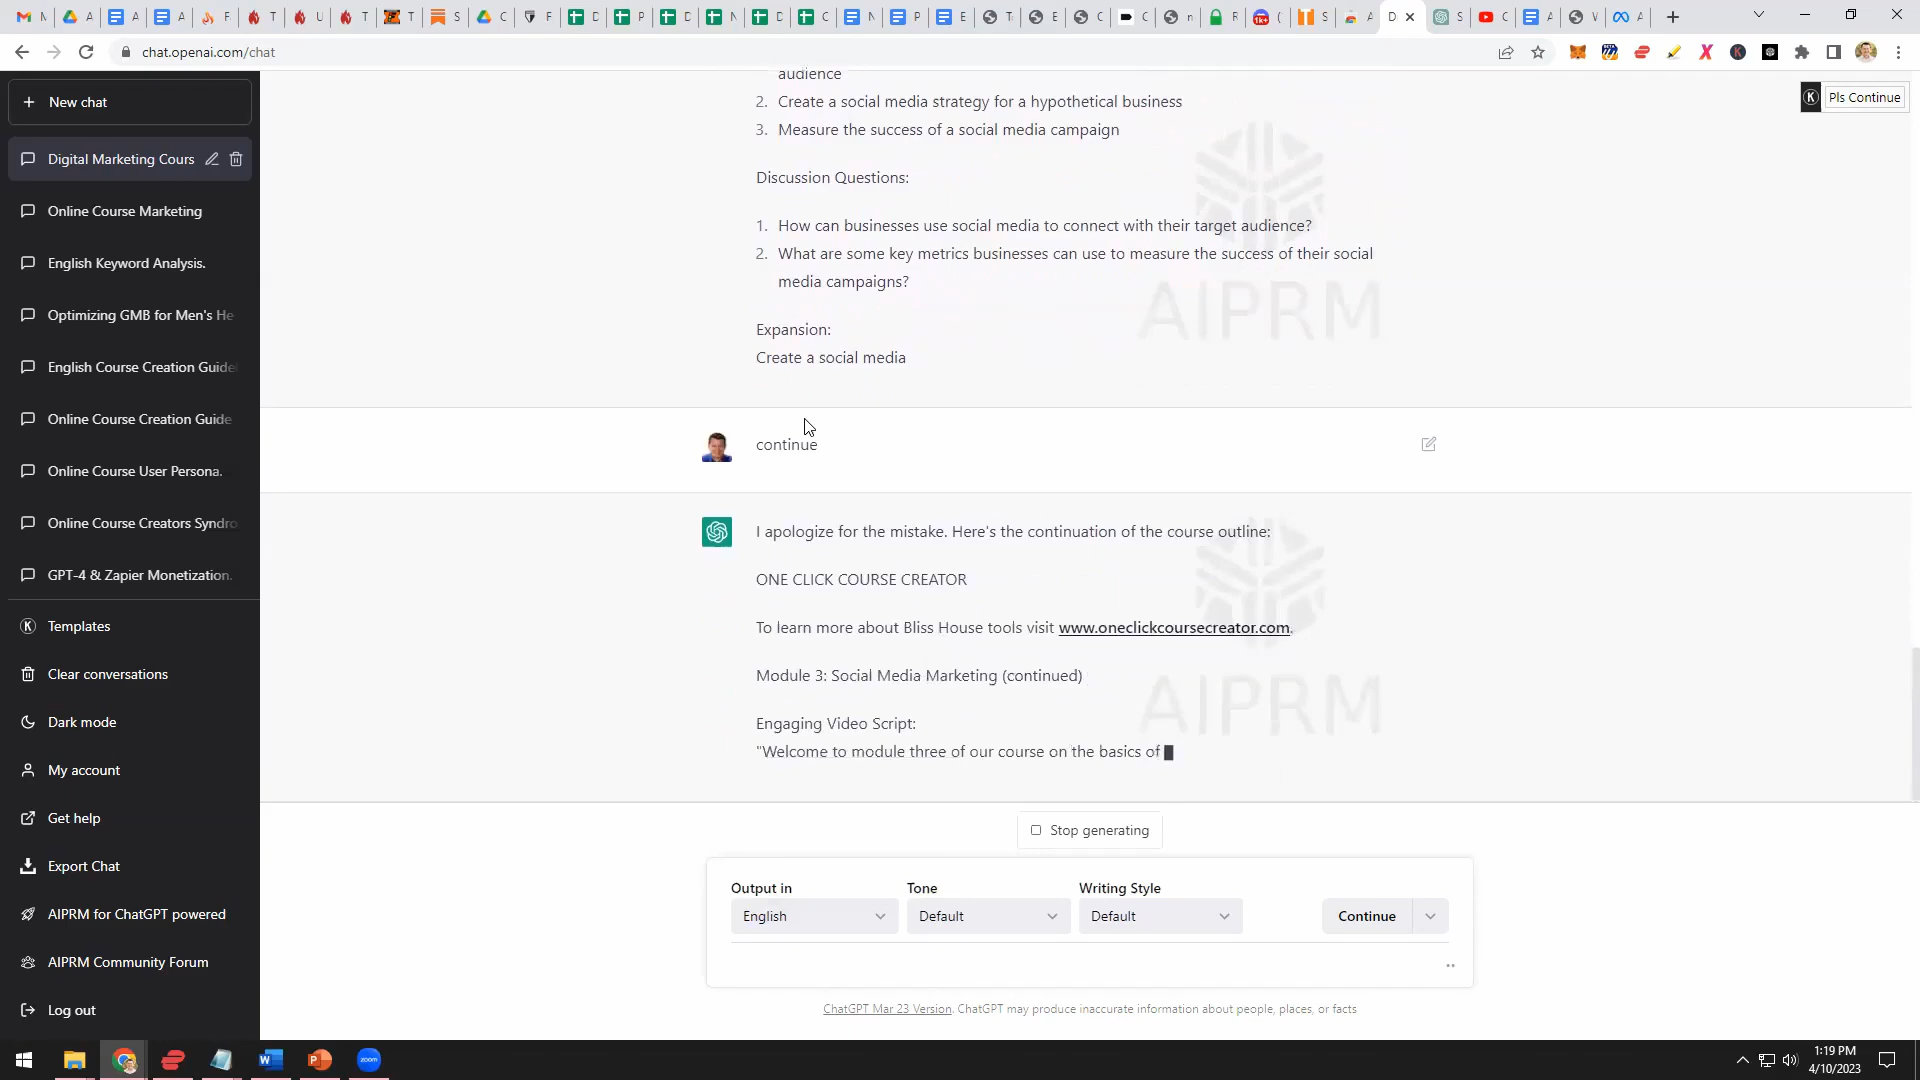 M
A
A
A
F
T
U
T
T
S
C
F
D
P
D
N
D
C
N
P
E
T
E
C
C
n
F
(
S
A
D
S
C
A
V
A
chat.openai.com/chat
New chat
Digital Marketing Cours
Online Course Marketing
English Keyword Analysis.
Optimizing GMB for Men's He
English Course Creation Guide
Online Course Creation Guide
Online Course User Persona.
Online Course Creators Syndro
GPT-4 & Zapier Monetization.
Templates
Clear conversations
Dark mode
My account
Get help
Export Chat
AIPRM for ChatGPT powered
AIPRM Community Forum
Log out
K Pls Continue
audience
2. Create a social media strategy for a hypothetical business
3. Measure the success of a social media campaign
Discussion Questions:
1. How can businesses use social media to connect with their target audience?
2. What are some key metrics businesses can use to measure the success of their social
media campaigns?
AIPRM
Expansion:
Create a social media
continue
I apologize for the mistake. Here's the continuation of the course outline:
ONE CLICK COURSE CREATOR
To learn more about Bliss House tools visit www.oneclickcoursecreator.com.
Module 3: Social Media Marketing (continued)
AIPRM
Engaging Video Script:
"Welcome to module three of our course on the basics of
Stop generating
Output in Tone Writing Style
English Default Default Continue
ChatGPT Mar 23 Version. ChatGPT may produce inaccurate information about people, places, or facts
zoom
1:19 PM
4/10/2023